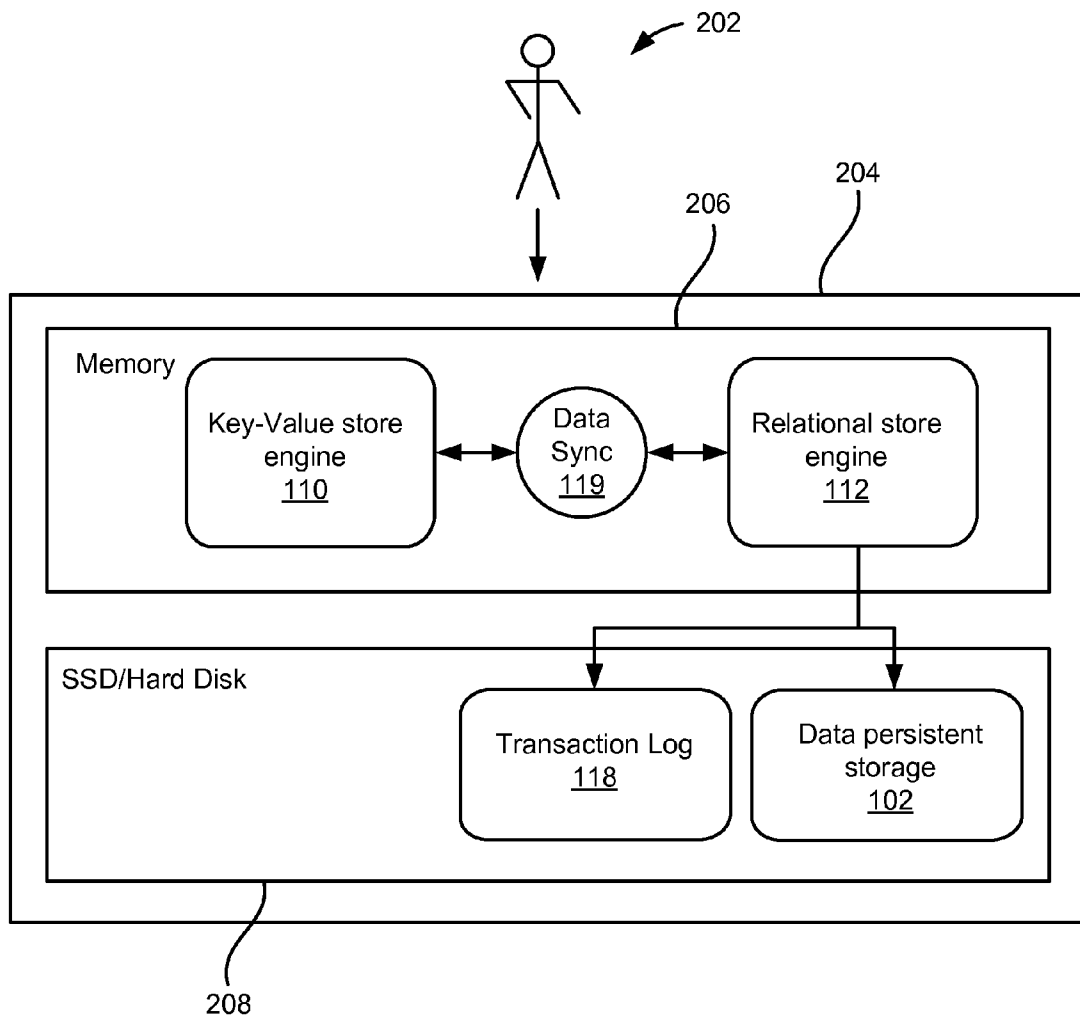 202
204
206
Memory
Key-Value store
engine
110
Data
Sync
119
Relational store
engine
112
SSD/Hard Disk
Transaction Log
118
Data persistent
storage
102
208